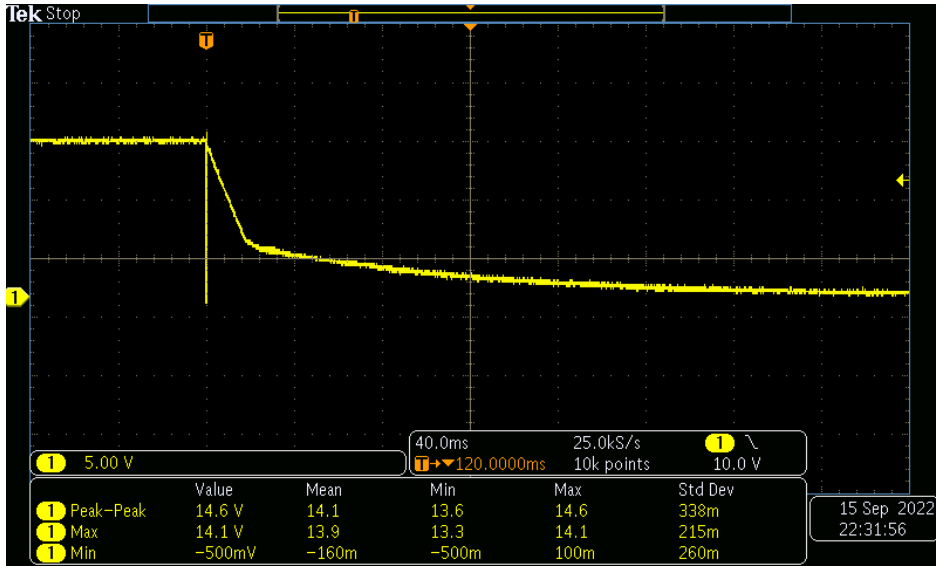 Tek Stop
T
T
1
40.0ms 25.0kS/s 1 \
1 5.00 V T→▼120.0000ms 10k points 10.0 V
Value Mean Min Max Std Dev
1 Peak-Peak 14.6 V 14.1 13.6 14.6 338m
1 Max 14.1 V 13.9 13.3 14.1 215m
1 Min -500mV -160m -500m 100m 260m
15 Sep 2022
22:31:56